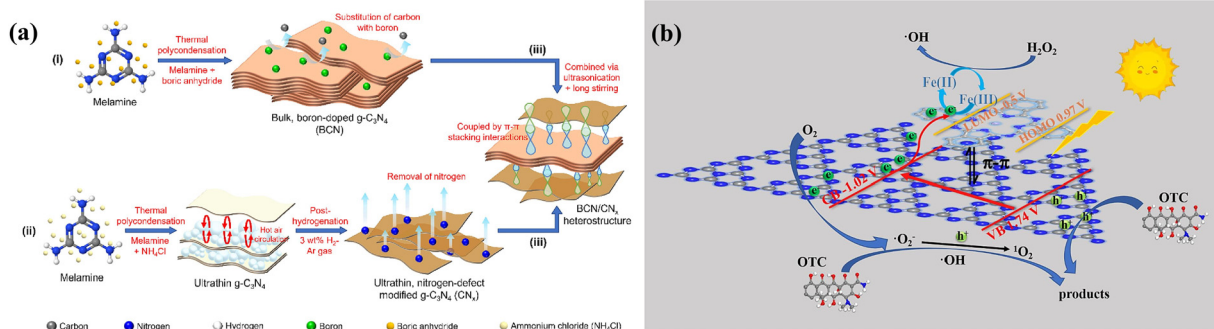 (a)
(i)
Melamine
Thermal
polycondensation
Melamine +
boric anhydride
Substitution of carbon
with boron
Bulk, boron-doped g-C₃N₄
(BCN)
(iii)
Combined via
ultrasonication
+ long stirring
Coupled by π-π
stacking interactions
BCN/CNₓ
heterostructure
(iii)
(ii)
Melamine
Thermal
polycondensation
Melamine
+ NH₄Cl
Hot air
circulation
Ultrathin g-C₃N₄
Post-
hydrogenation
3 wt% H₂-
Ar gas
Removal of nitrogen
Ultrathin, nitrogen-defect
modified g-C₃N₄ (CNₓ)
Carbon
Nitrogen
Hydrogen
Boron
Boric anhydride
Ammonium chloride (NH₄Cl)
(b)
·OH
H₂O₂
Fe(II)
Fe(III)
LUMO -0.5 V
HOMO 0.97 V
O₂
e⁻
e⁻
e⁻
e⁻
e⁻
e⁻
e⁻
CB -1.02 V
π-π
VB 1.74 V
h⁺
h⁺
h⁺
h⁺
h⁺
OTC
·O₂⁻
¹O₂
·OH
OTC
products